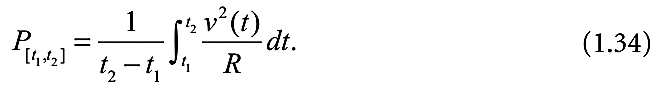 P_{[t_1,t_2]} = \frac{1}{t_2 - t_1} \int_{t_1}^{t_2} \frac{v^2(t)}{R} dt. (1.34)